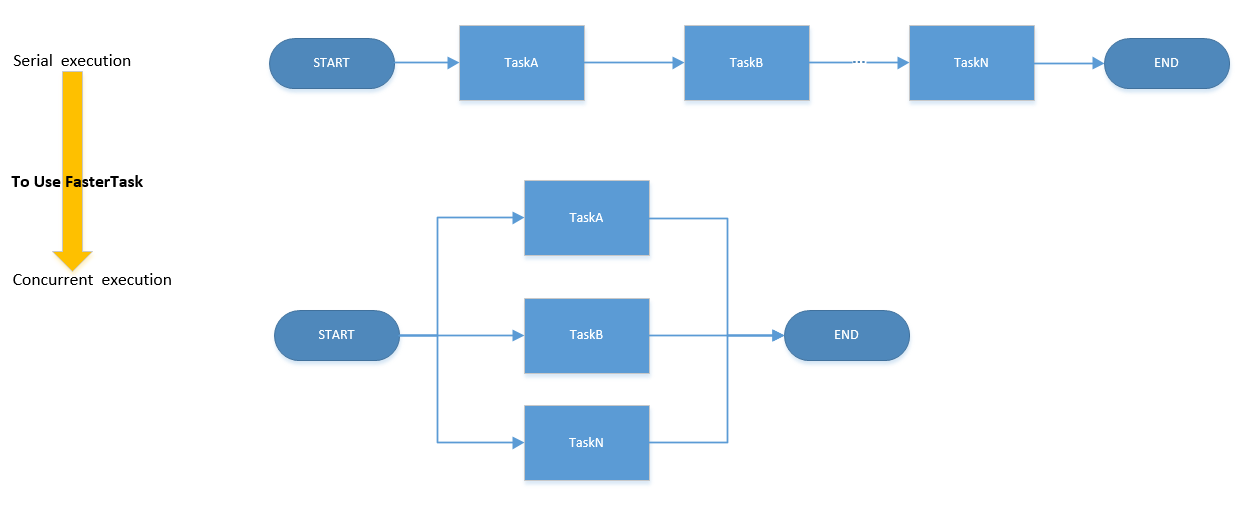 Serial execution
START
TaskA
TaskB
...
TaskN
END
To Use FasterTask
Concurrent execution
TaskA
START
TaskB
END
TaskN